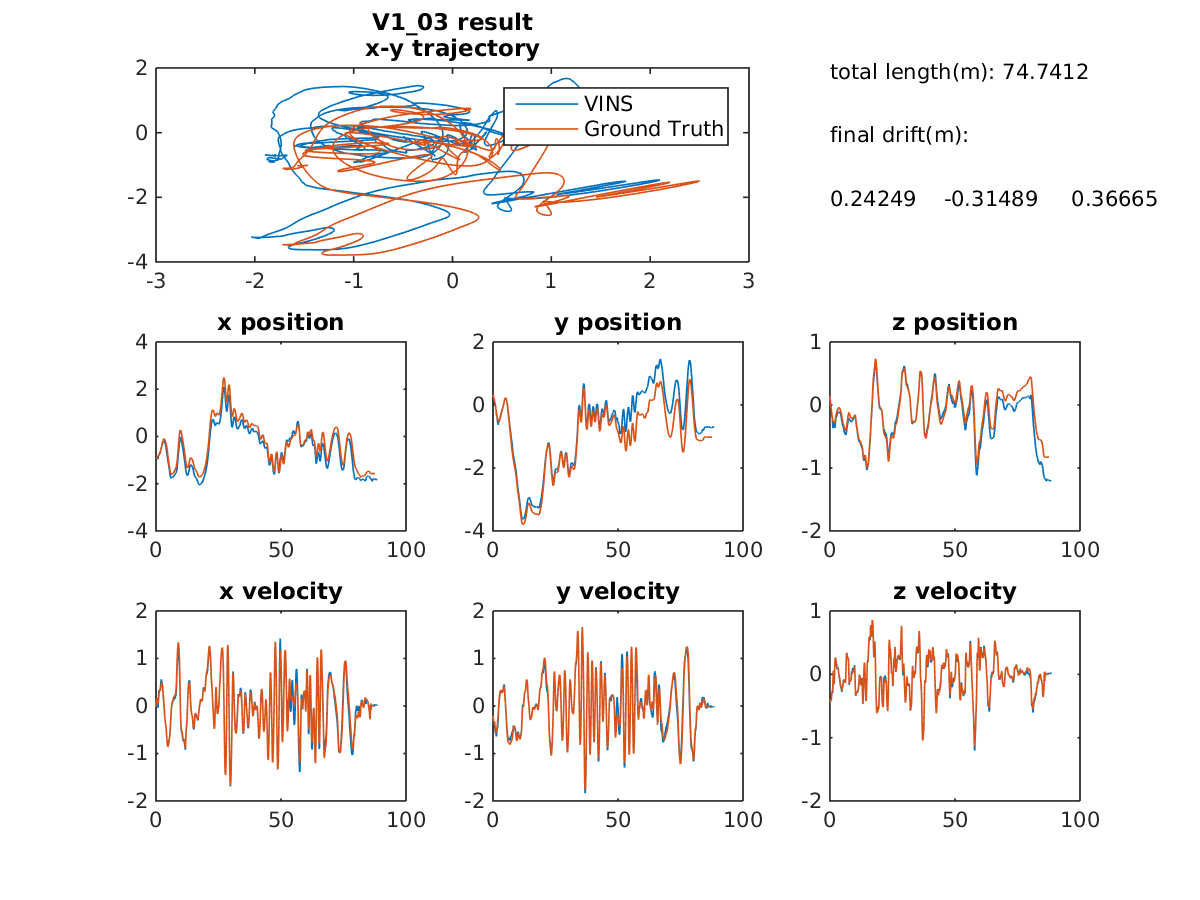 V1_03 result
x-y trajectory
2
0
-2
-4
-3 -2 -1 0 1 2 3
VINS
Ground Truth
total length(m): 74.7412
final drift(m):
0.24249 -0.31489 0.36665
x position
4
2
0
-2
-4
0 50 100
y position
2
0
-2
-4
0 50 100
z position
1
0
-1
-2
0 50 100
x velocity
2
1
0
-1
-2
0 50 100
y velocity
2
1
0
-1
-2
0 50 100
z velocity
1
0
-1
-2
0 50 100